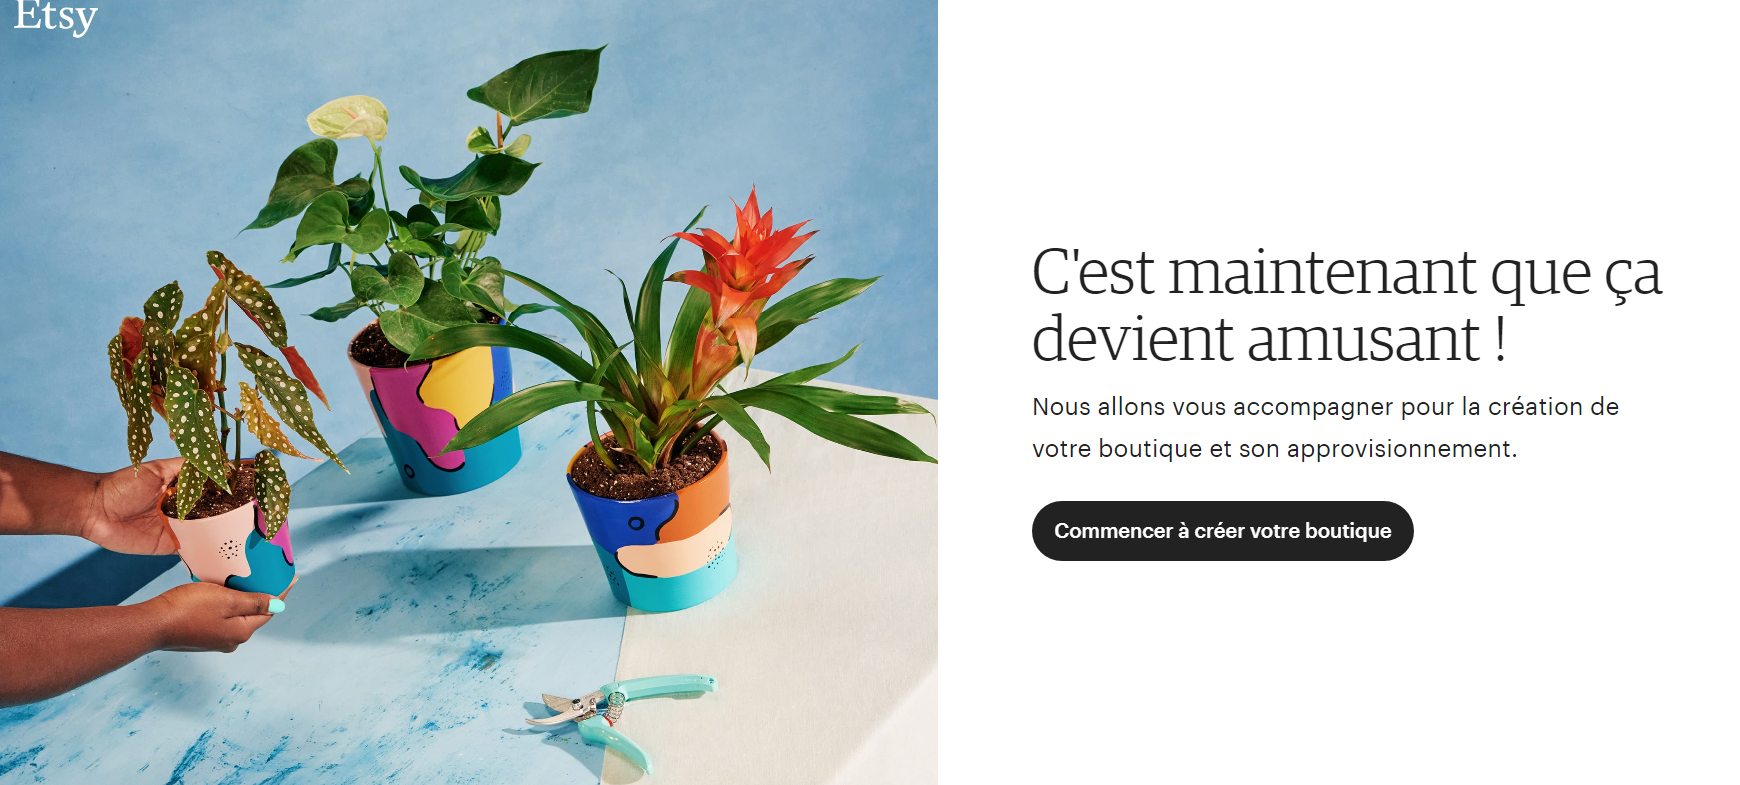 Etsy
C'est maintenant que ça
devient amusant !
Nous allons vous accompagner pour la création de
votre boutique et son approvisionnement.
Commencer à créer votre boutique